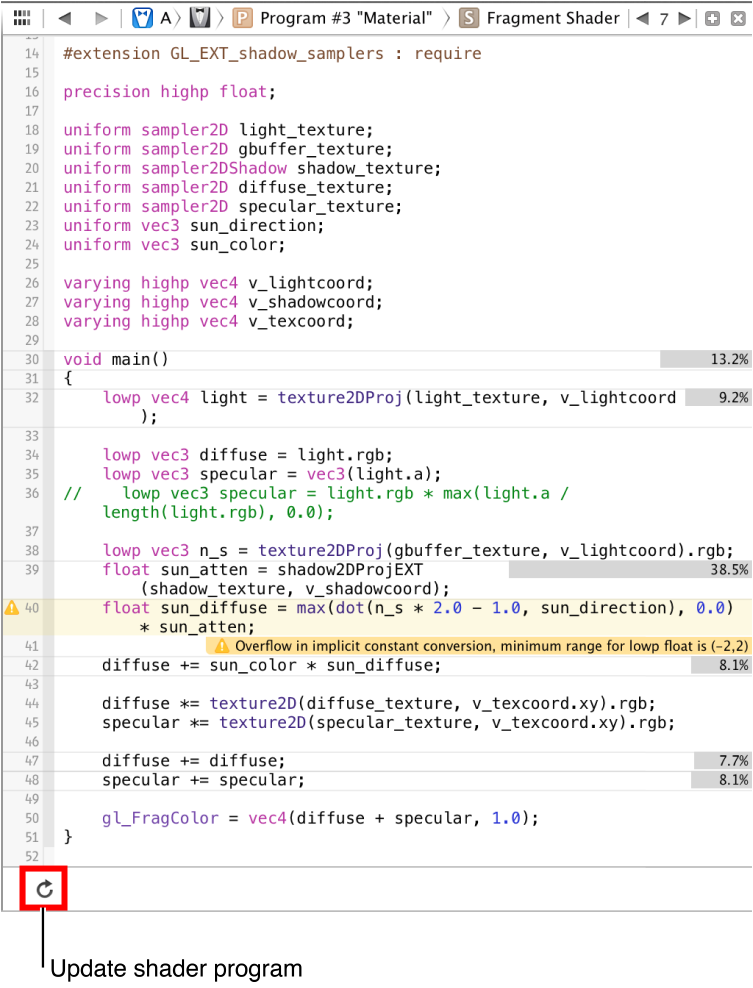 A Program #3 "Material" S Fragment Shader 7
P
14 #extension GL_EXT_shadow_samplers : require
15
16 precision highp float;
17
18 uniform sampler2D light_texture;
19 uniform sampler2D gbuffer_texture;
20 uniform sampler2DShadow shadow_texture;
21 uniform sampler2D diffuse_texture;
22 uniform sampler2D specular_texture;
23 uniform vec3 sun_direction;
24 uniform vec3 sun_color;
25
26 varying highp vec4 v_lightcoord;
27 varying highp vec4 v_shadowcoord;
28 varying highp vec4 v_texcoord;
29
30 void main() 13.2%
31 {
32 lowp vec4 light = texture2DProj(light_texture, v_lightcoord 9.2%
);
33
34 lowp vec3 diffuse = light.rgb;
35 lowp vec3 specular = vec3(light.a);
36 // lowp vec3 specular = light.rgb * max(light.a /
length(light.rgb), 0.0);
37
38 lowp vec3 n_s = texture2DProj(gbuffer_texture, v_lightcoord).rgb;
39 float sun_atten = shadow2DProjEXT 38.5%
(shadow_texture, v_shadowcoord);
40 float sun_diffuse = max(dot(n_s * 2.0 - 1.0, sun_direction), 0.0)
* sun_atten;
41 Overflow in implicit constant conversion, minimum range for lowp float is (-2,2)
42 diffuse += sun_color * sun_diffuse; 8.1%
43
44 diffuse *= texture2D(diffuse_texture, v_texcoord.xy).rgb;
45 specular *= texture2D(specular_texture, v_texcoord.xy).rgb;
46
47 diffuse += diffuse; 7.7%
48 specular += specular; 8.1%
49
50 gl_FragColor = vec4(diffuse + specular, 1.0);
51 }
52
Update shader program